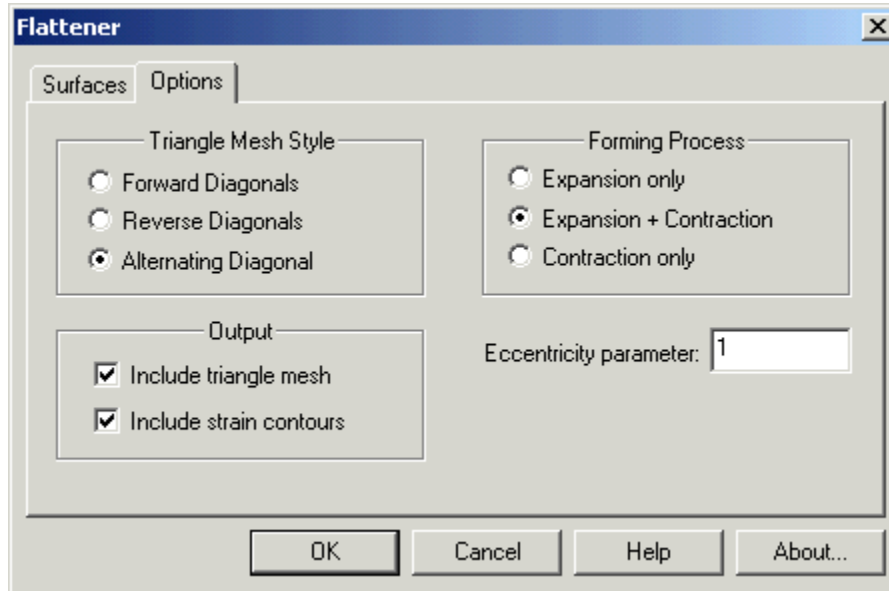 Flattener
Surfaces Options
Triangle Mesh Style
Forward Diagonals
Reverse Diagonals
Alternating Diagonal
Forming Process
Expansion only
Expansion + Contraction
Contraction only
Output
Include triangle mesh
Include strain contours
Eccentricity parameter: 1
OK Cancel Help About...